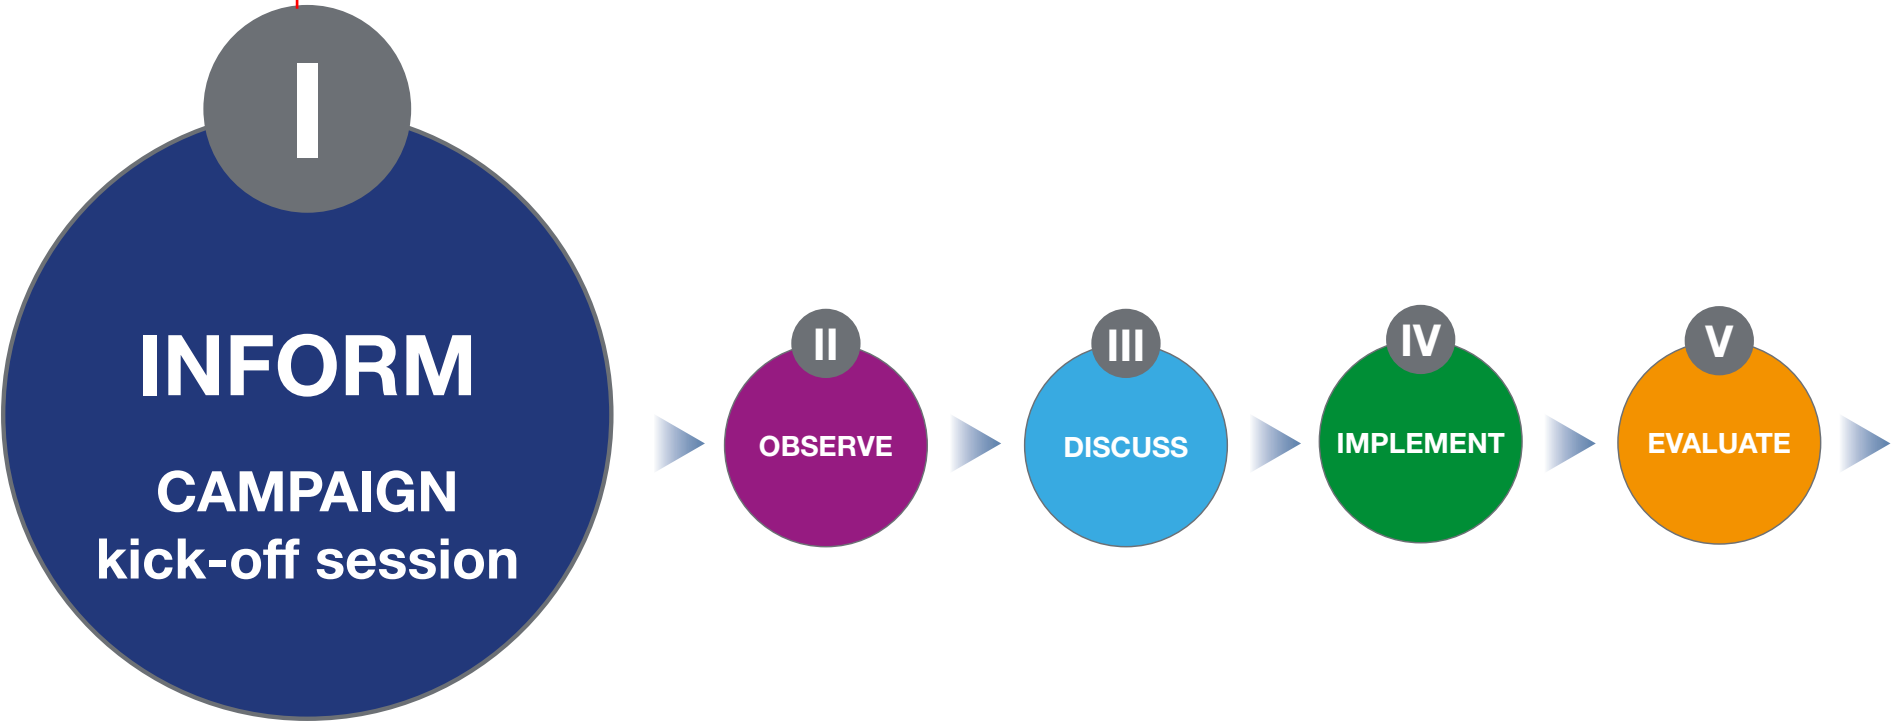 I
INFORM
CAMPAIGN
kick-off session
II
OBSERVE
III
DISCUSS
IV
IMPLEMENT
V
EVALUATE